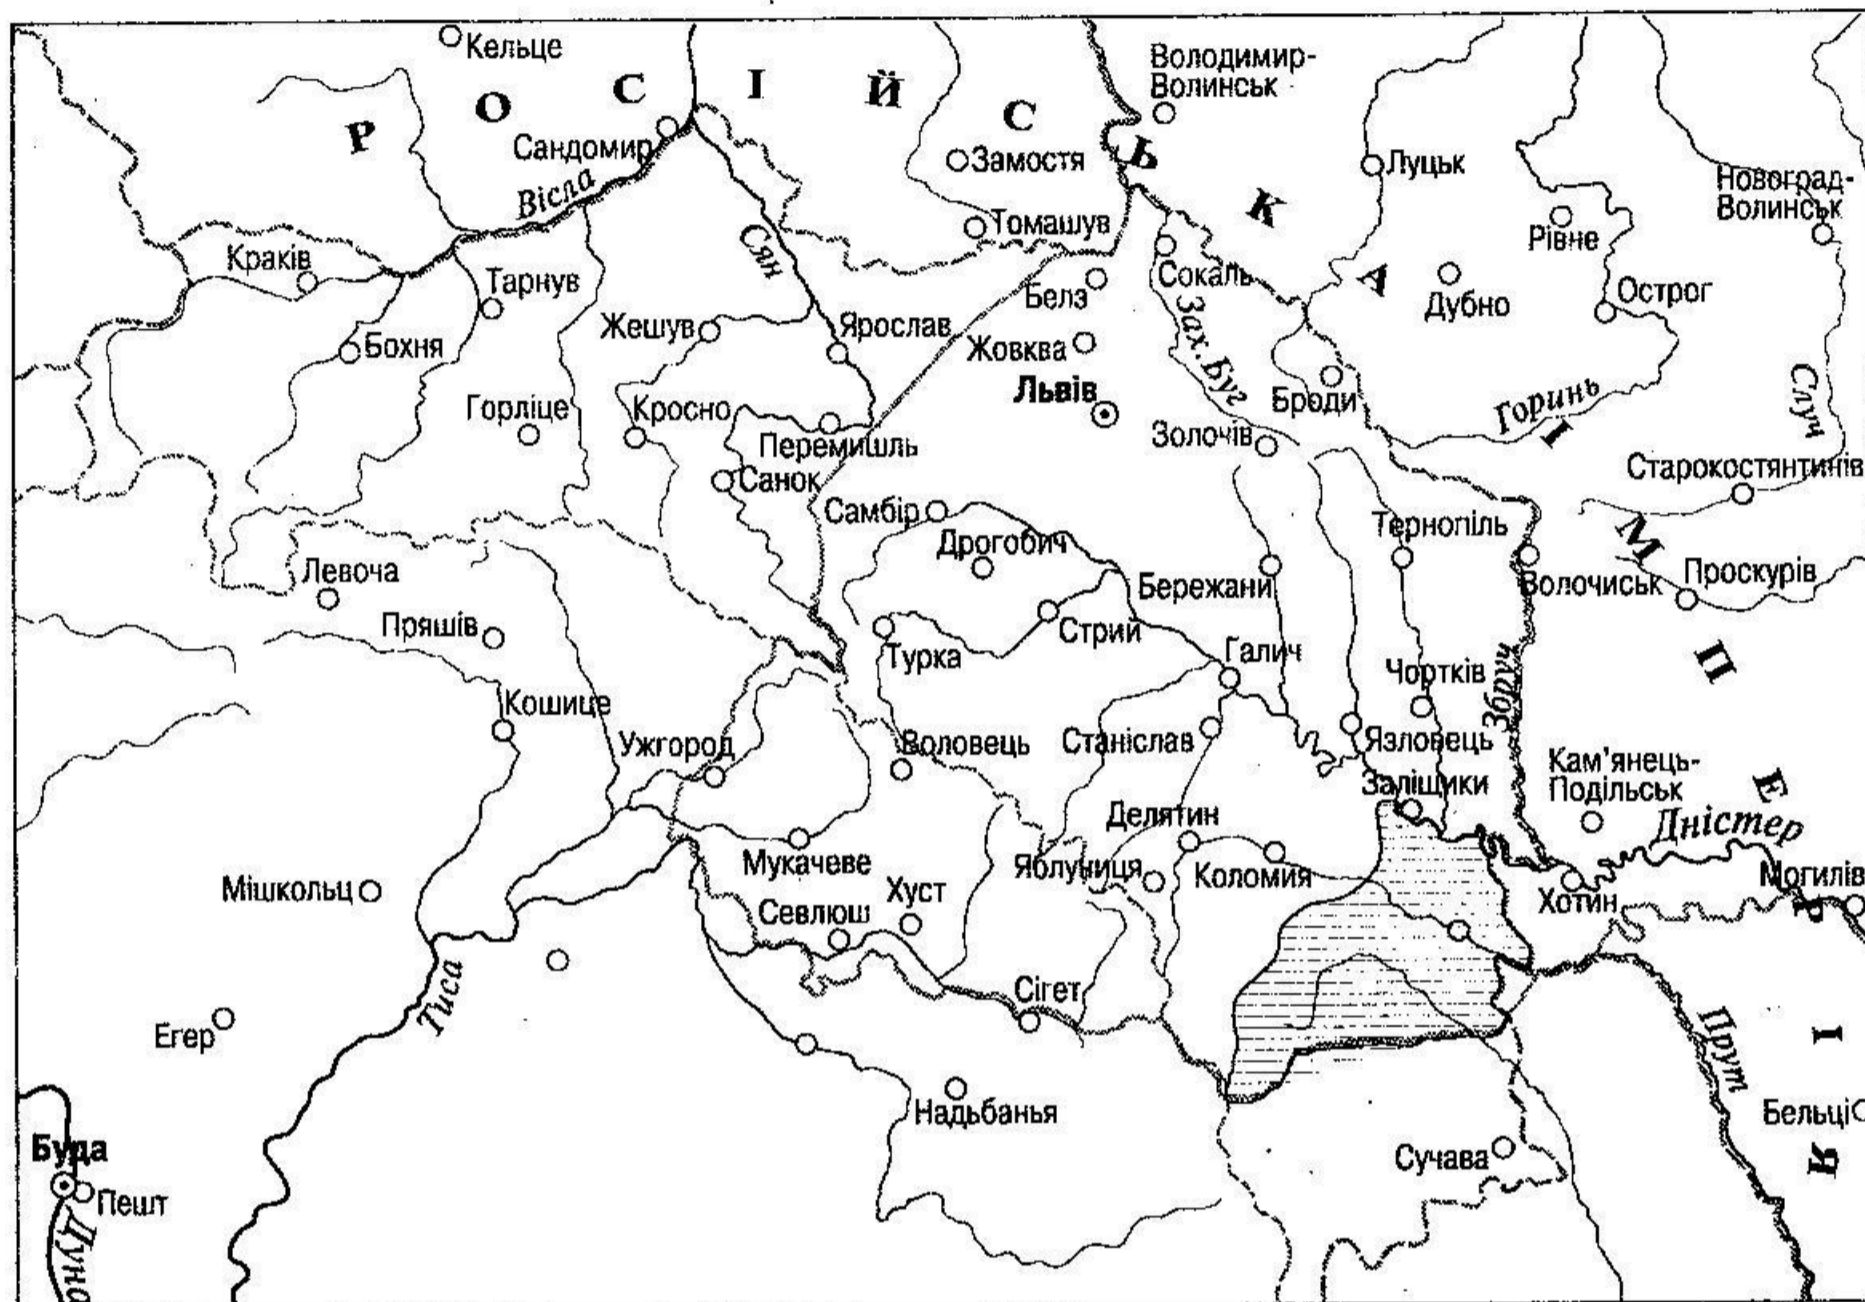 Кельце
РОСІЙСЬКА
Володимир-
Волинськ
Сандомир
Вісла
Замостя
Луцьк
Новоград-
Волинськ
Краків
Тарнув
Сян
Томашув
Сокаль
Рівне
Белз
Дубно
Острог
Бохня
Жешув
Ярослав
Жовква
Зах. Буг
Львів
Броди
Горинь
Случ
Горліце
Кросно
Перемишль
Золочів
Санок
Старокостянтинів
Самбір
Тернопіль
ІМПЕРІЯ
Дрогобич
Левоча
Бережани
Волочиськ
Проскурів
Пряшів
Стрий
Турка
Галич
Чортків
Збруч
Кошице
Ужгород
Воловець
Станіслав
Язловець
Кам'янець-
Подільськ
Заліщики
Делятин
Дністер
Мукачеве
Яблуниця
Коломия
Могилів
Мішкольц
Хуст
Севлюш
Хотин
Тиса
Сігет
Егер
Прут
Надьбанья
Бельці
Буда
Сучава
Пешт
Дуна